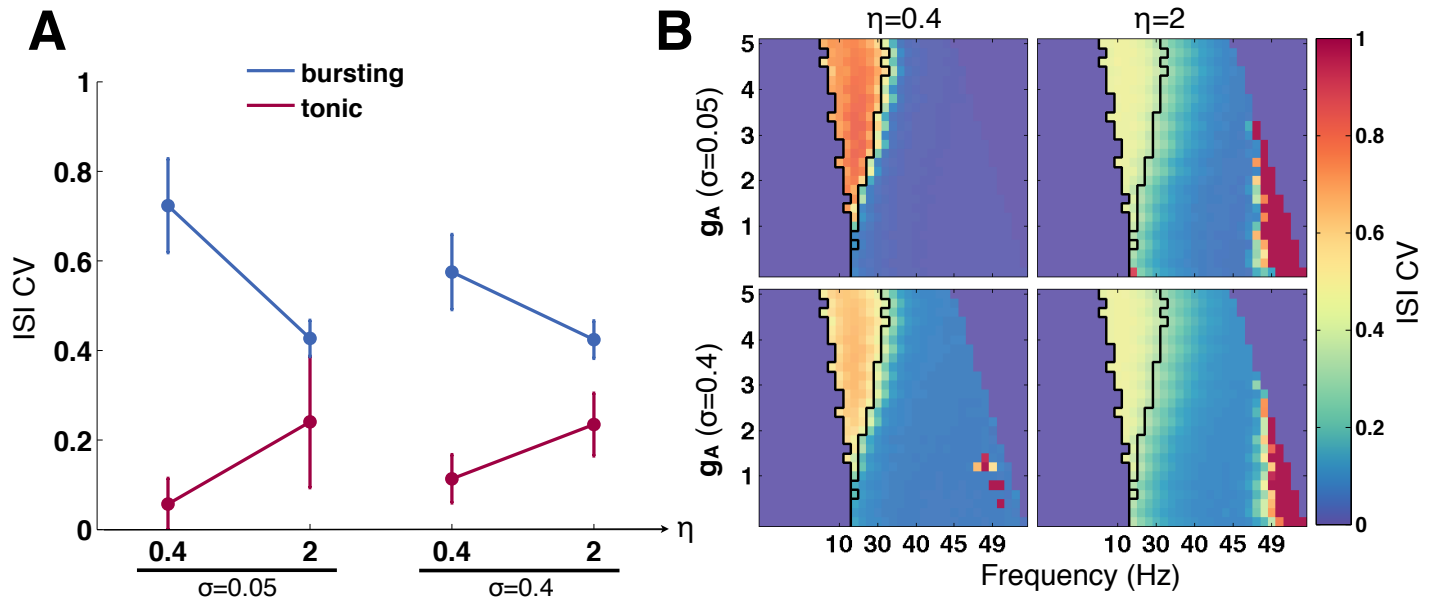 A
bursting
tonic
1
0.8
0.6
0.4
0.2
0
ISI CV
0.4 2 0.4 2
η
σ=0.05 σ=0.4
B
η=0.4 η=2
5
4
3
2
1
gA (σ=0.05)
5
4
3
2
1
gA (σ=0.4)
10 30 40 45 49 10 30 40 45 49
Frequency (Hz)
1
0.8
0.6
0.4
0.2
0
ISI CV